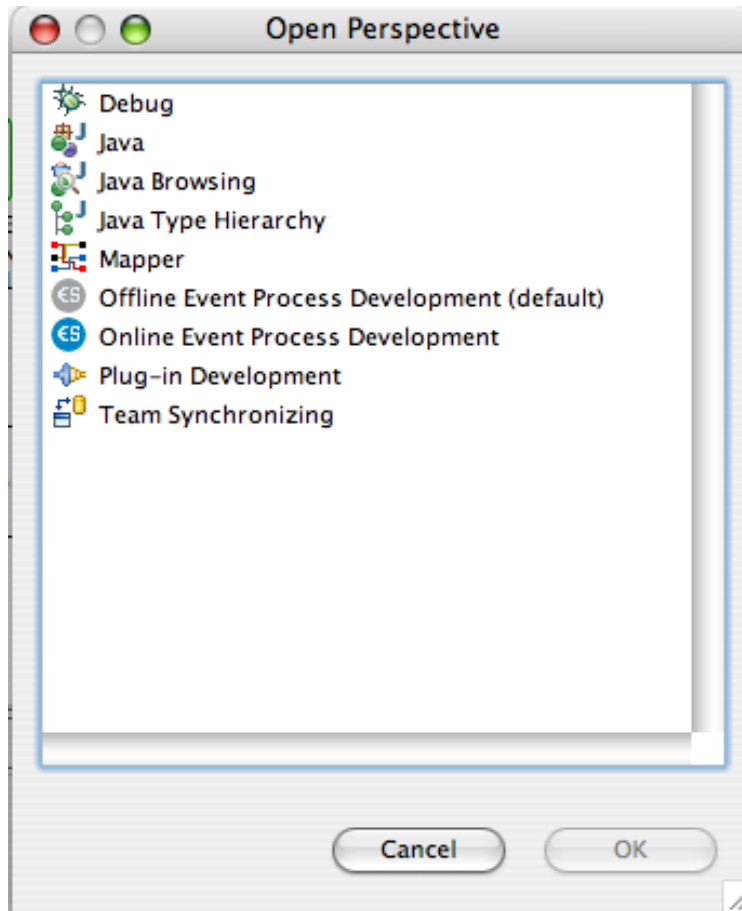 Open Perspective
Debug
Java
Java Browsing
Java Type Hierarchy
Mapper
Offline Event Process Development (default)
Online Event Process Development
Plug-in Development
Team Synchronizing
Cancel
OK